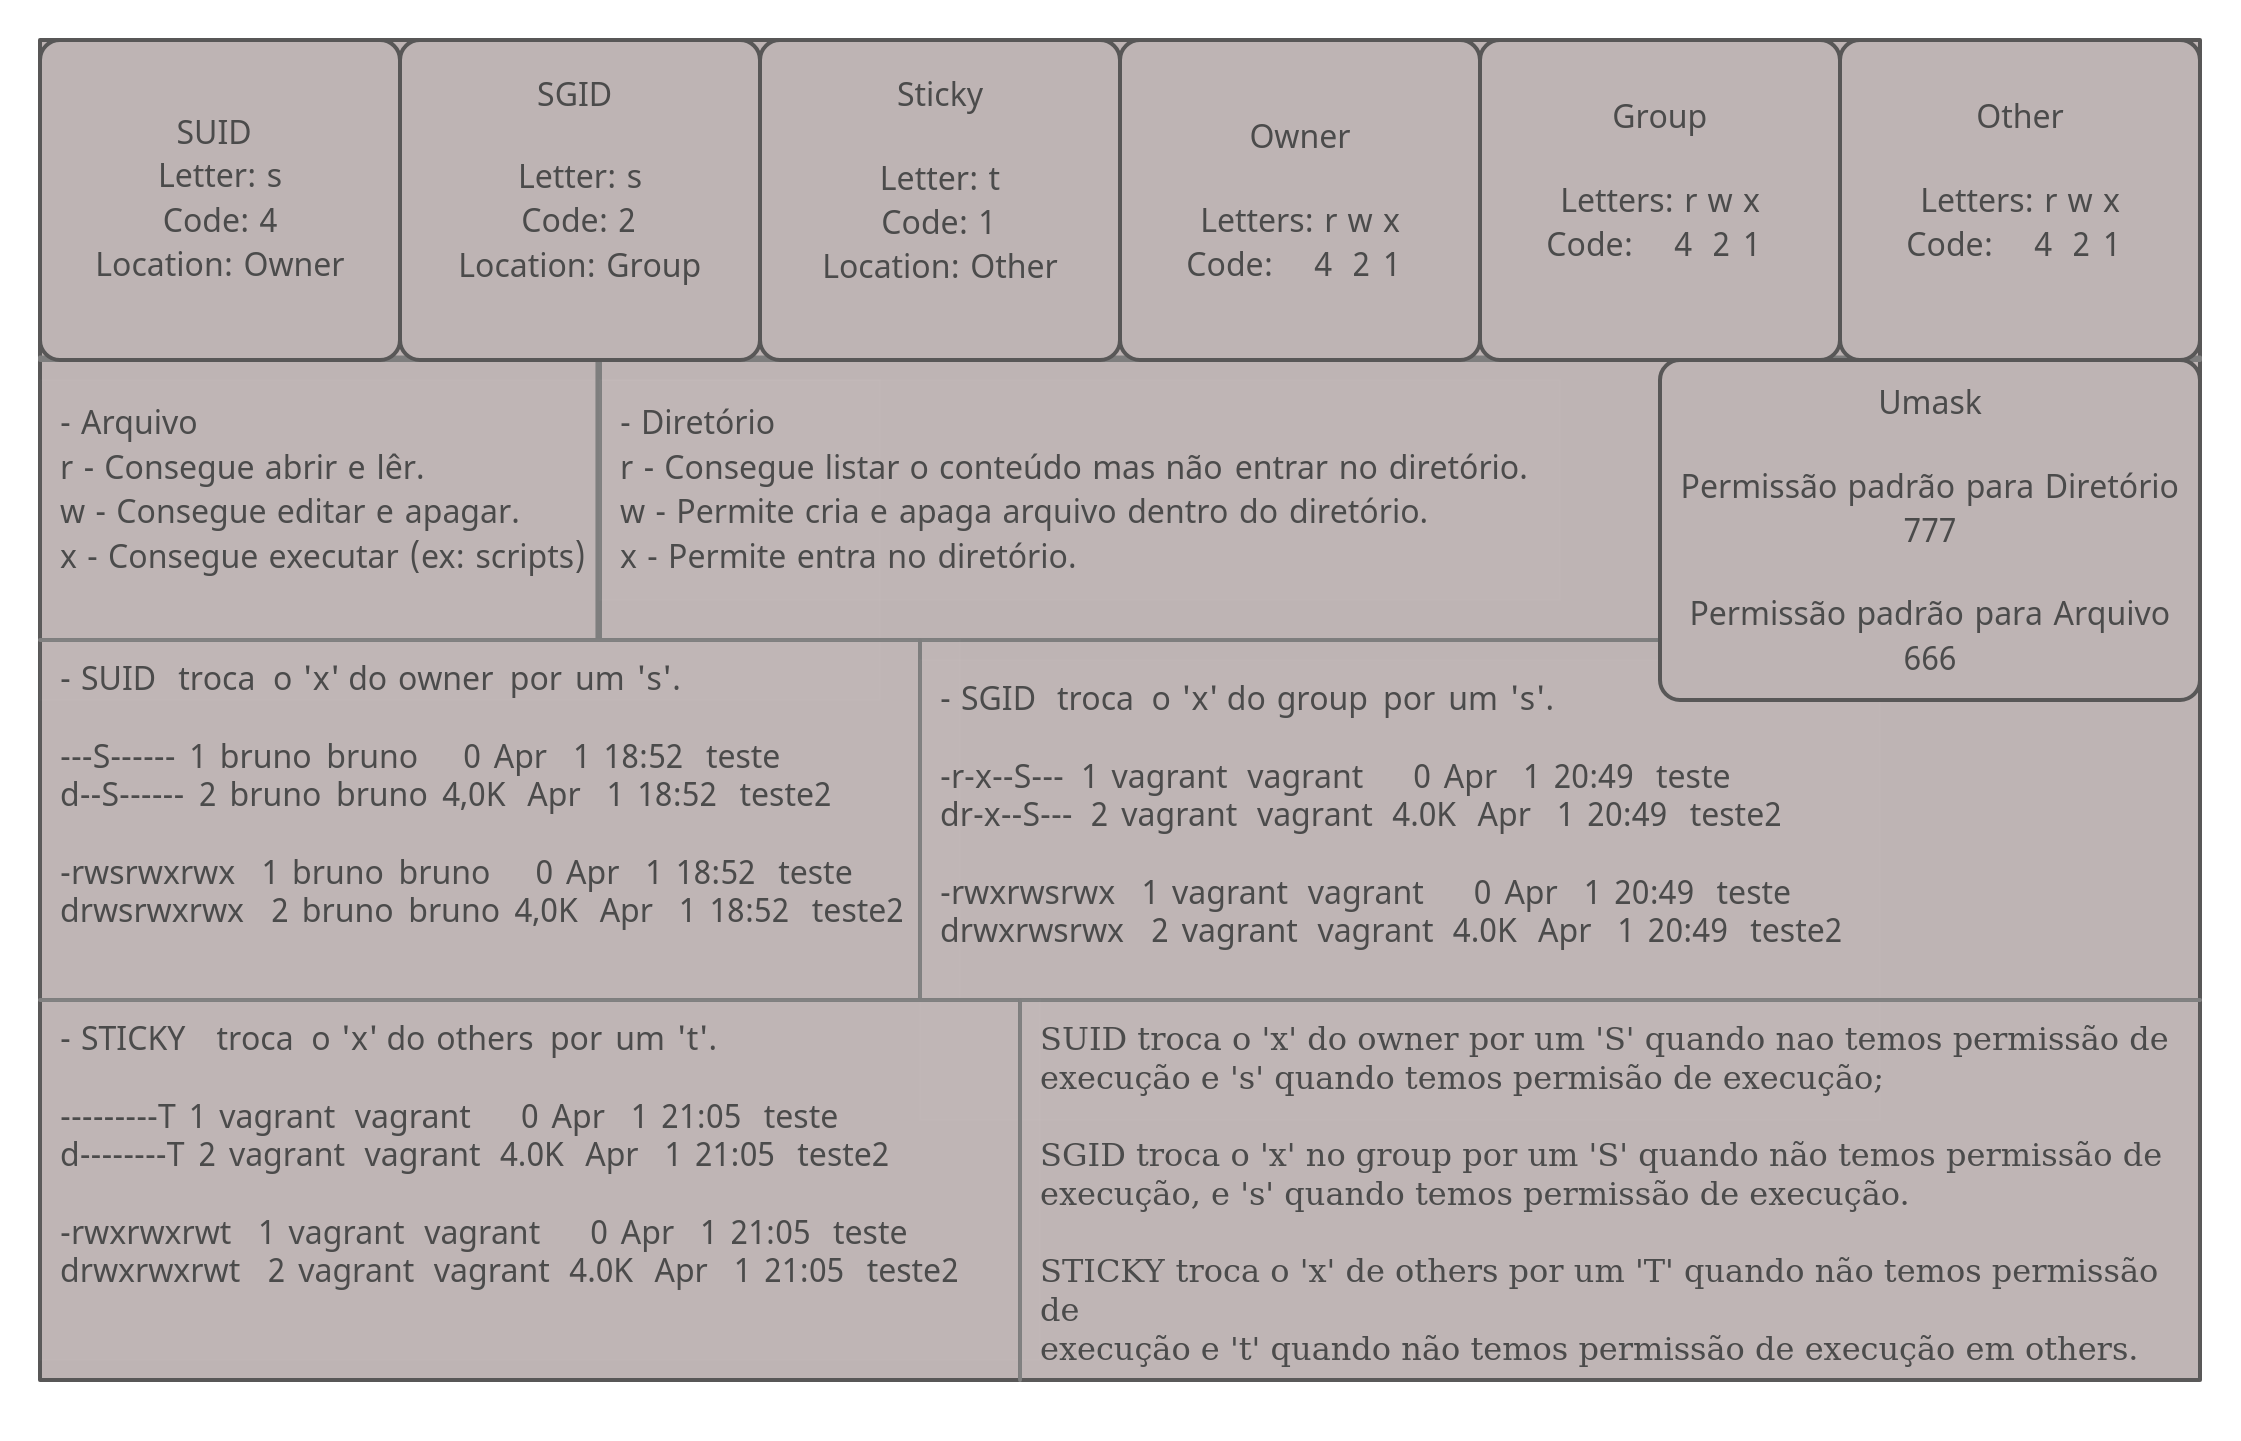 SUID
Letter: s
Code: 4
Location: Owner
SGID
Letter: s
Code: 2
Location: Group
Sticky
Letter: t
Code: 1
Location: Other
Owner
Letters: r w x
Code: 4 2 1
Group
Letters: r w x
Code: 4 2 1
Other
Letters: r w x
Code: 4 2 1
- Arquivo
r - Consegue abrir e lêr.
w - Consegue editar e apagar.
x - Consegue executar (ex: scripts)
- Diretório
r - Consegue listar o conteúdo mas não entrar no diretório.
w - Permite cria e apaga arquivo dentro do diretório.
x - Permite entra no diretório.
Umask
Permissão padrão para Diretório
777
Permissão padrão para Arquivo
666
- SUID troca o 'x' do owner por um 's'.
---S------ 1 bruno bruno 0 Apr 1 18:52 teste
d--S------ 2 bruno bruno 4,0K Apr 1 18:52 teste2
-rwsrwxrwx 1 bruno bruno 0 Apr 1 18:52 teste
drwsrwxrwx 2 bruno bruno 4,0K Apr 1 18:52 teste2
- SGID troca o 'x' do group por um 's'.
-r-x--S--- 1 vagrant vagrant 0 Apr 1 20:49 teste
dr-x--S--- 2 vagrant vagrant 4.0K Apr 1 20:49 teste2
-rwxrwsrwx 1 vagrant vagrant 0 Apr 1 20:49 teste
drwxrwsrwx 2 vagrant vagrant 4.0K Apr 1 20:49 teste2
- STICKY troca o 'x' do others por um 't'.
---------T 1 vagrant vagrant 0 Apr 1 21:05 teste
d--------T 2 vagrant vagrant 4.0K Apr 1 21:05 teste2
-rwxrwxrwt 1 vagrant vagrant 0 Apr 1 21:05 teste
drwxrwxrwt 2 vagrant vagrant 4.0K Apr 1 21:05 teste2
SUID troca o 'x' do owner por um 'S' quando nao temos permissão de
execução e 's' quando temos permisão de execução;
SGID troca o 'x' no group por um 'S' quando não temos permissão de
execução, e 's' quando temos permissão de execução.
STICKY troca o 'x' de others por um 'T' quando não temos permissão
de
execução e 't' quando não temos permissão de execução em others.